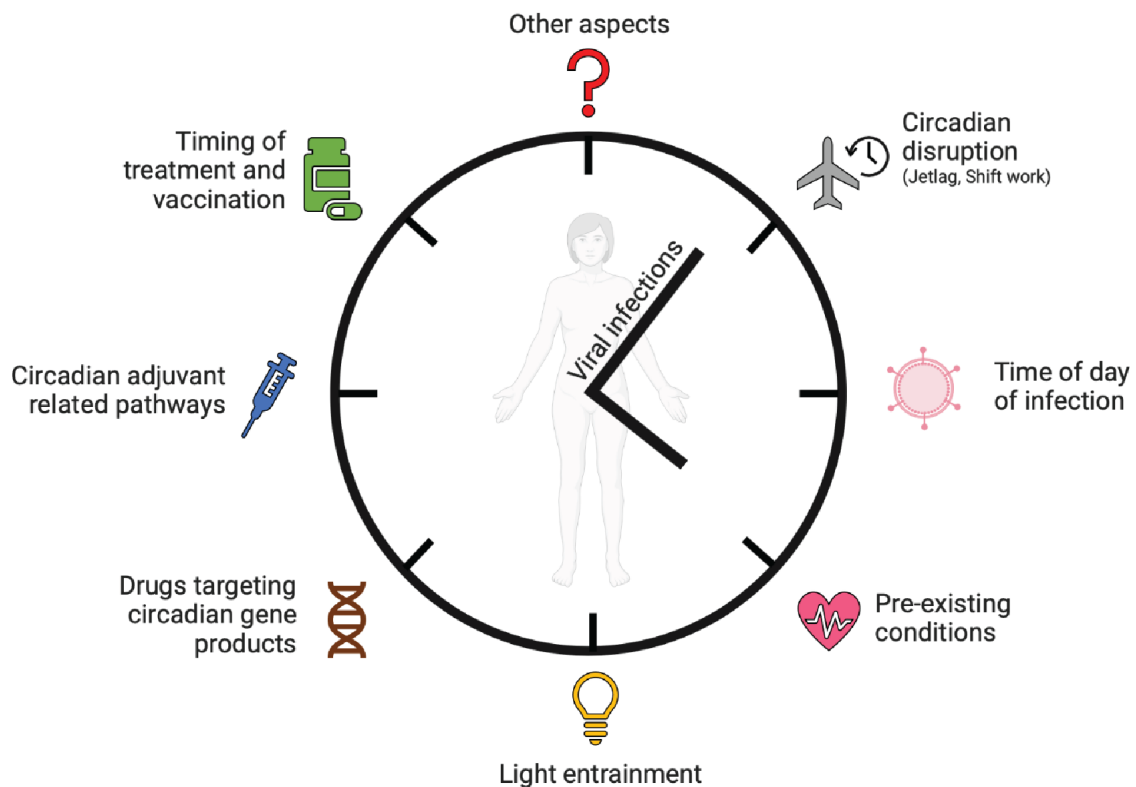 Other aspects
Circadian
disruption
(Jetlag, Shift work)
Time of day
of infection
Pre-existing
conditions
Light entrainment
Drugs targeting
circadian gene
products
Circadian adjuvant
related pathways
Timing of
treatment and
vaccination
Viral infections